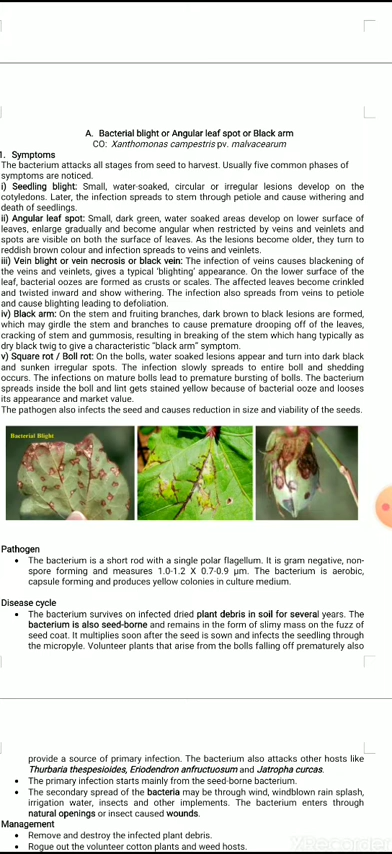 A. Bacterial blight or Angular leaf spot or Black arm
CO: Xanthomonas campestris pv. malvacearum
1. Symptoms
The bacterium attacks all stages from seed to harvest. Usually five common phases of
symptoms are noticed.
i) Seedling blight: Small, water-soaked, circular or irregular lesions develop on the
cotyledons. Later, the infection spreads to stem through petiole and cause withering and
death of seedlings.
ii) Angular leaf spot: Small, dark green, water soaked areas develop on lower surface of
leaves, enlarge gradually and become angular when restricted by veins and veinlets and
spots are visible on both the surface of leaves. As the lesions become older, they turn to
reddish brown colour and infection spreads to veins and veinlets.
iii) Vein blight or vein necrosis or black vein: The infection of veins causes blackening of
the veins and veinlets, gives a typical 'blighting' appearance. On the lower surface of the
leaf, bacterial oozes are formed as crusts or scales. The affected leaves become crinkled
and twisted inward and show withering. The infection also spreads from veins to petiole
and cause blighting leading to defoliation.
iv) Black arm: On the stem and fruiting branches, dark brown to black lesions are formed,
which may girdle the stem and branches to cause premature drooping off of the leaves,
cracking of stem and gummosis, resulting in breaking of the stem which hang typically as
dry black twig to give a characteristic "black arm" symptom.
v) Square rot / Boll rot: On the bolls, water soaked lesions appear and turn into dark black
and sunken irregular spots. The infection slowly spreads to entire boll and shedding
occurs. The infections on mature bolls lead to premature bursting of bolls. The bacterium
spreads inside the boll and lint gets stained yellow because of bacterial ooze and looses
its appearance and market value.
The pathogen also infects the seed and causes reduction in size and viability of the seeds.
Bacterial Blight
Pathogen
• The bacterium is a short rod with a single polar flagellum. It is gram negative, non-
spore forming and measures 1.0-1.2 X 0.7-0.9 µm. The bacterium is aerobic,
capsule forming and produces yellow colonies in culture medium.
Disease cycle
• The bacterium survives on infected dried plant debris in soil for several years. The
bacterium is also seed-borne and remains in the form of slimy mass on the fuzz of
seed coat. It multiplies soon after the seed is sown and infects the seedling through
the micropyle. Volunteer plants that arise from the bolls falling off prematurely also
provide a source of primary infection. The bacterium also attacks other hosts like
Thurbaria thespesioides, Eriodendron anfructuosum and Jatropha curcas.
• The primary infection starts mainly from the seed-borne bacterium.
• The secondary spread of the bacteria may be through wind, windblown rain splash,
irrigation water, insects and other implements. The bacterium enters through
natural openings or insect caused wounds.
Management
• Remove and destroy the infected plant debris.
• Rogue out the volunteer cotton plants and weed hosts.
VRecorder